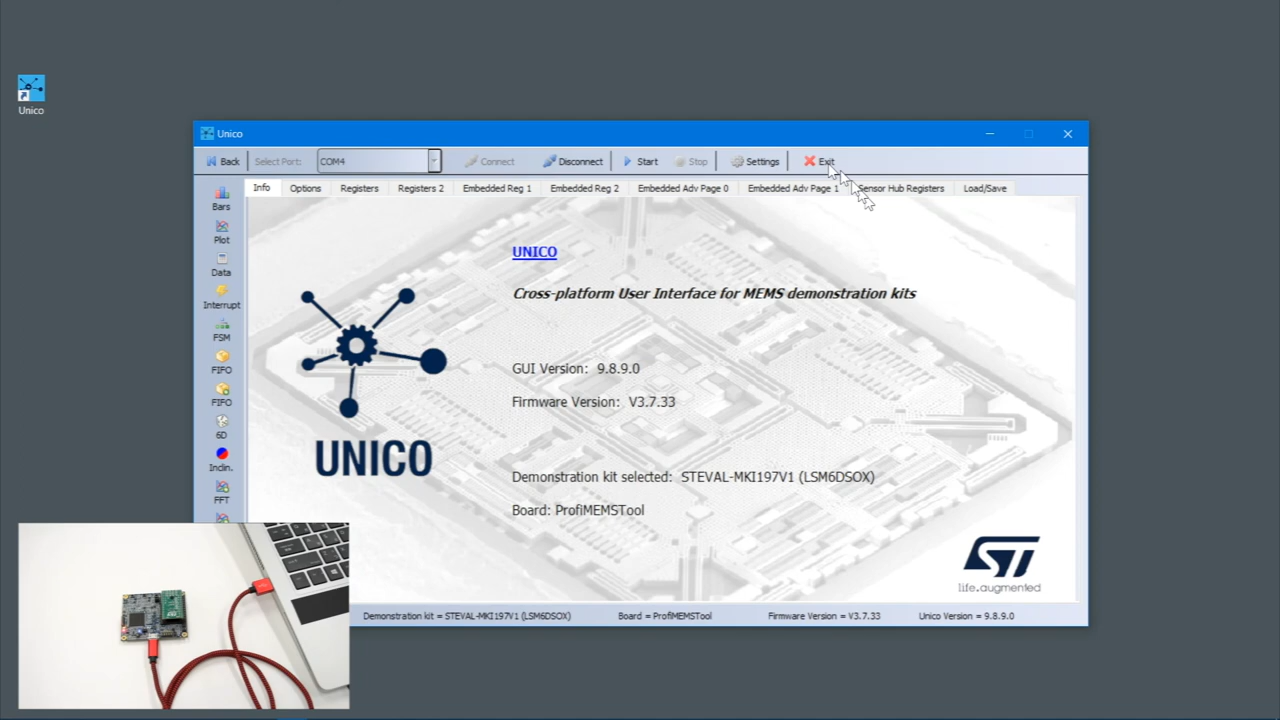 Unico
Unico
Back Select Port: COM4 Connect Disconnect Start Stop Settings Exit
Info Options Registers Registers 2 Embedded Reg 1 Embedded Reg 2 Embedded Adv Page 0 Embedded Adv Page 1 Sensor Hub Registers Load/Save
Bars
Plot
Data
Interrupt
FSM
FIFO
FIFO
6D
Inclin.
FFT
UNICO
UNICO
Cross-platform User Interface for MEMS demonstration kits
GUI Version: 9.8.9.0
Firmware Version: V3.7.33
Demonstration kit selected: STEVAL-MKI197V1 (LSM6DSOX)
Board: ProfiMEMSTool
ST
life.augmented
Demonstration kit = STEVAL-MKI197V1 (LSM6DSOX) Board = ProfiMEMSTool Firmware Version = V3.7.33 Unico Version = 9.8.9.0